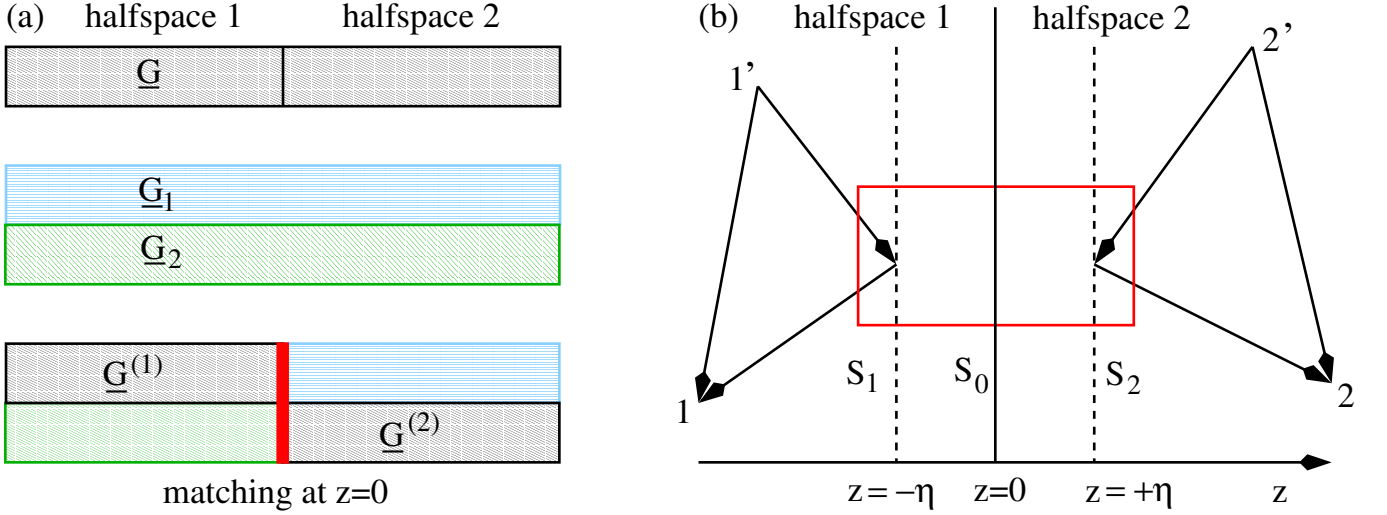 (a) halfspace 1 halfspace 2
G
G1
G2
G(1)
G(2)
matching at z=0
(b) halfspace 1 halfspace 2
1’
2’
S1 S0 S2
1
2
z = −η z=0 z = +η z